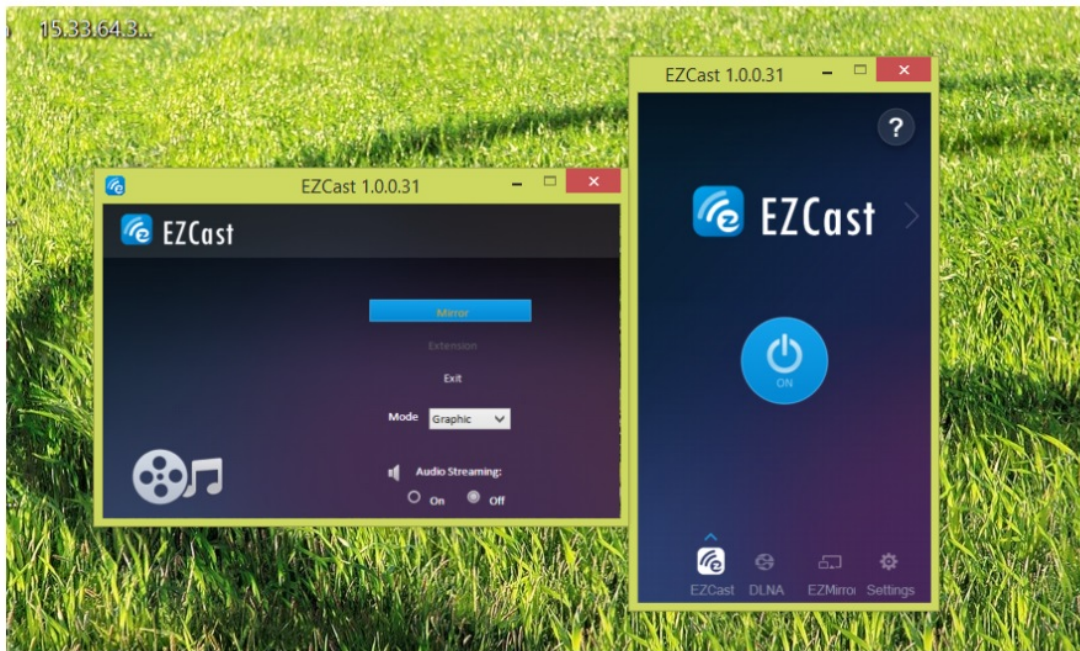 15.33.64.3...
EZCast 1.0.0.31
EZCast
Mirror
Extension
Exit
Mode Graphic
Audio Streaming:
On Off
EZCast 1.0.0.31
?
EZCast
ON
EZCast DLNA EZMirror Settings